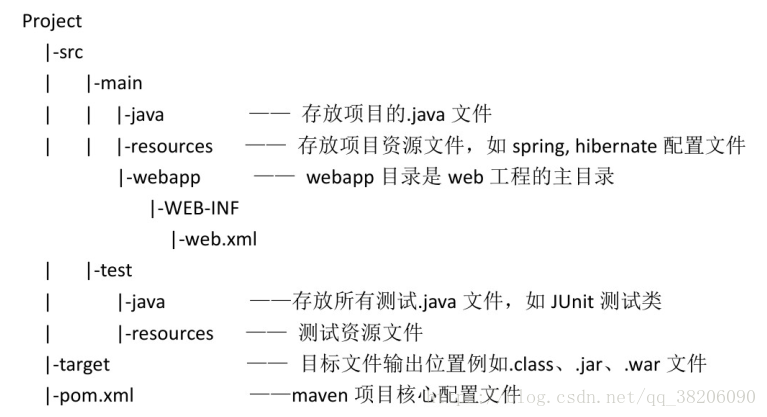 Project
|-src
| |-main
| | |-java —— 存放项目的.java 文件
| | |-resources —— 存放项目资源文件，如 spring, hibernate 配置文件
|-webapp —— webapp 目录是 web 工程的主目录
|-WEB-INF
|-web.xml
| |-test
| |-java ——存放所有测试.java 文件，如 JUnit 测试类
| |-resources —— 测试资源文件
|-target —— 目标文件输出位置例如.class、.jar、.war 文件
|-pom.xml ——maven 项目核心配置文件
http://blog.csdn.net/qq_38206090